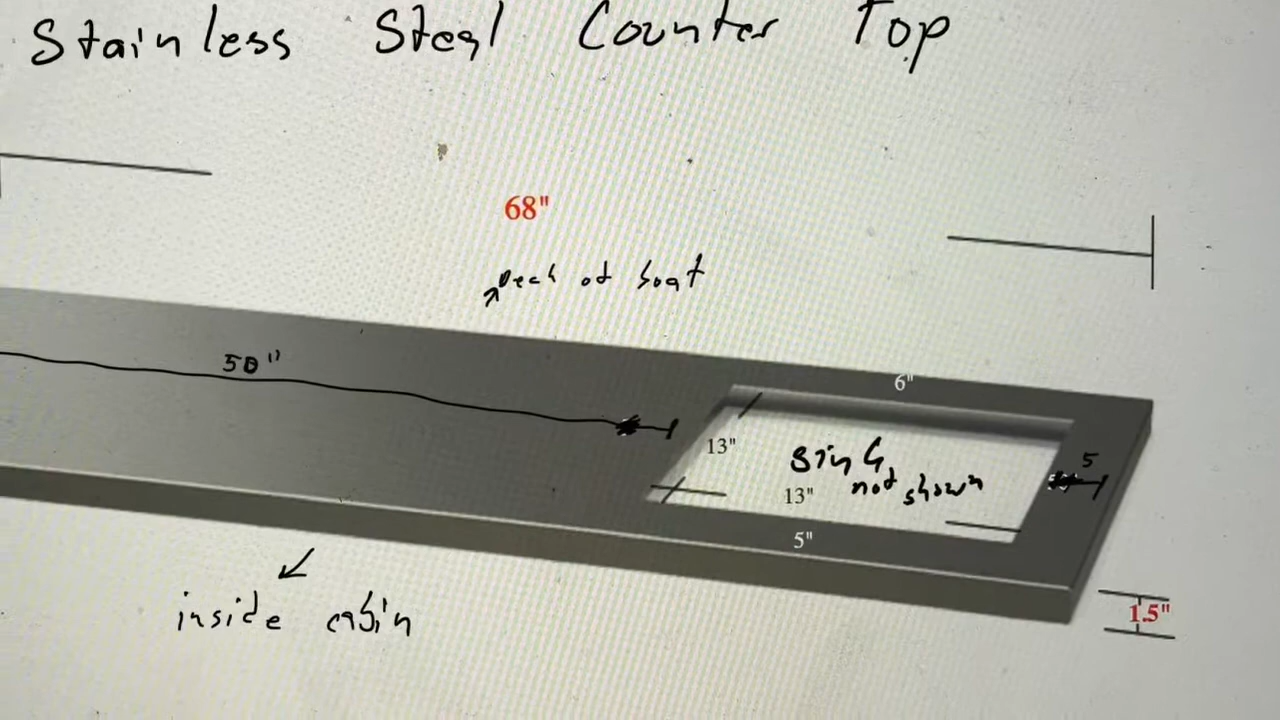 Stainless Steel Counter Top
68"
Deck of boat
50"
6"
13"
sink
not shown
5
13"
5"
inside cabin
1.5"